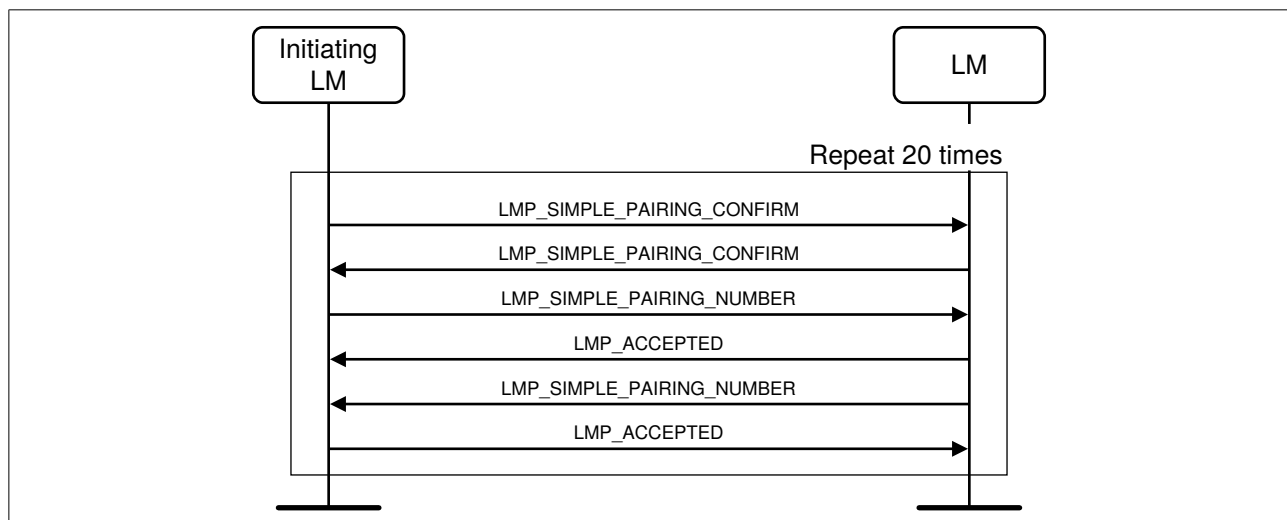 Initiating
LM
LM
Repeat 20 times
LMP_SIMPLE_PAIRING_CONFIRM
LMP_SIMPLE_PAIRING_CONFIRM
LMP_SIMPLE_PAIRING_NUMBER
LMP_ACCEPTED
LMP_SIMPLE_PAIRING_NUMBER
LMP_ACCEPTED